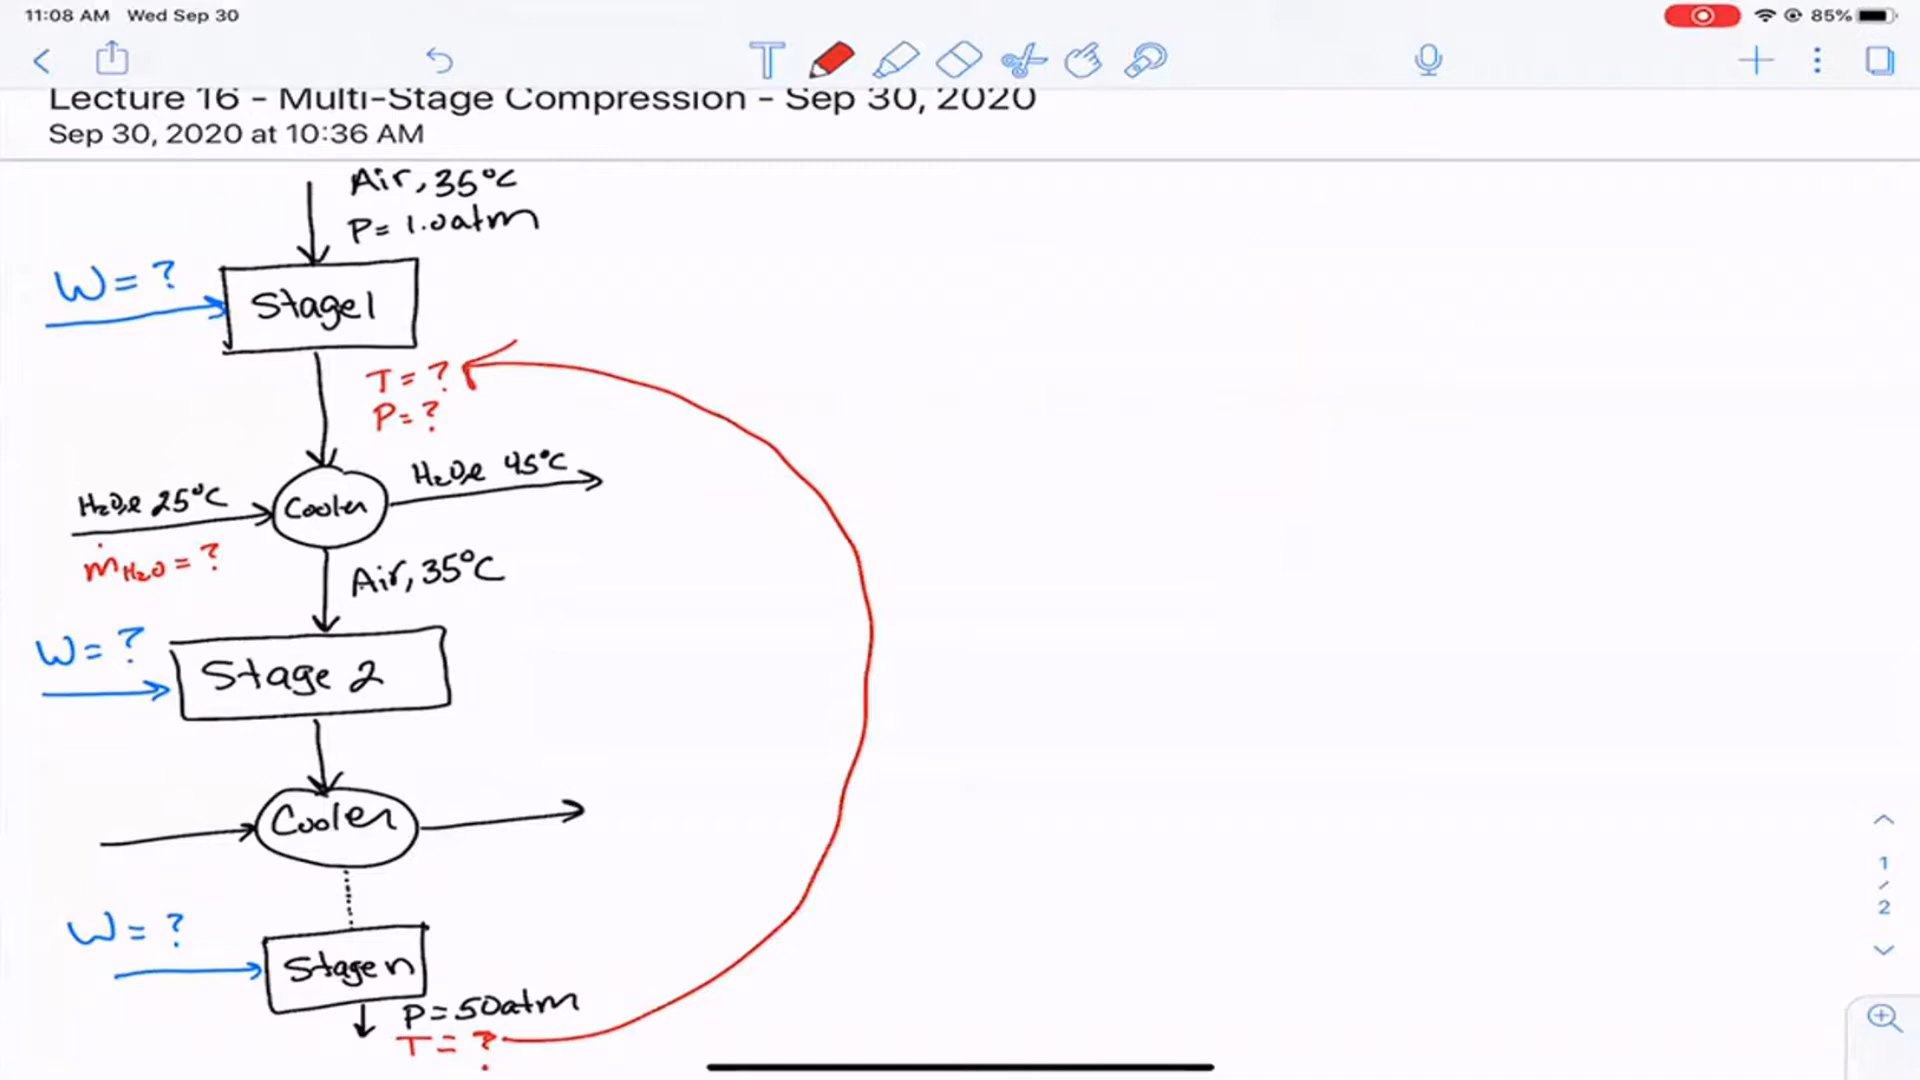 11:08 AM Wed Sep 30
85%
Lecture 16 - Multi-Stage Compression - Sep 30, 2020
Sep 30, 2020 at 10:36 AM
Air, 35°C
P = 1.0atm
W = ?
Stage 1
T = ?
P = ?
H₂O,ℓ 45°C
H₂O,ℓ 25°C
Cooler
ṁ H₂O = ?
Air, 35°C
W = ?
Stage 2
Cooler
W = ?
Stage n
P = 50atm
T = ?
T
1
/
2